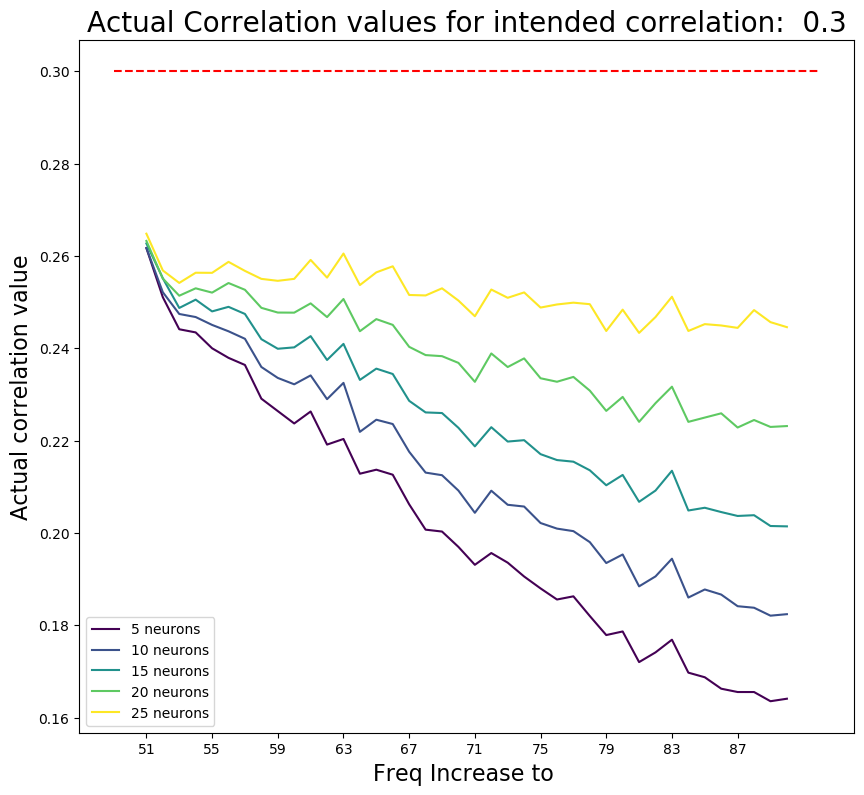 Actual Correlation values for intended correlation:  0.3
Actual correlation value
0.30
0.28
0.26
0.24
0.22
0.20
0.18
0.16
5 neurons
10 neurons
15 neurons
20 neurons
25 neurons
51 55 59 63 67 71 75 79 83 87
Freq Increase to